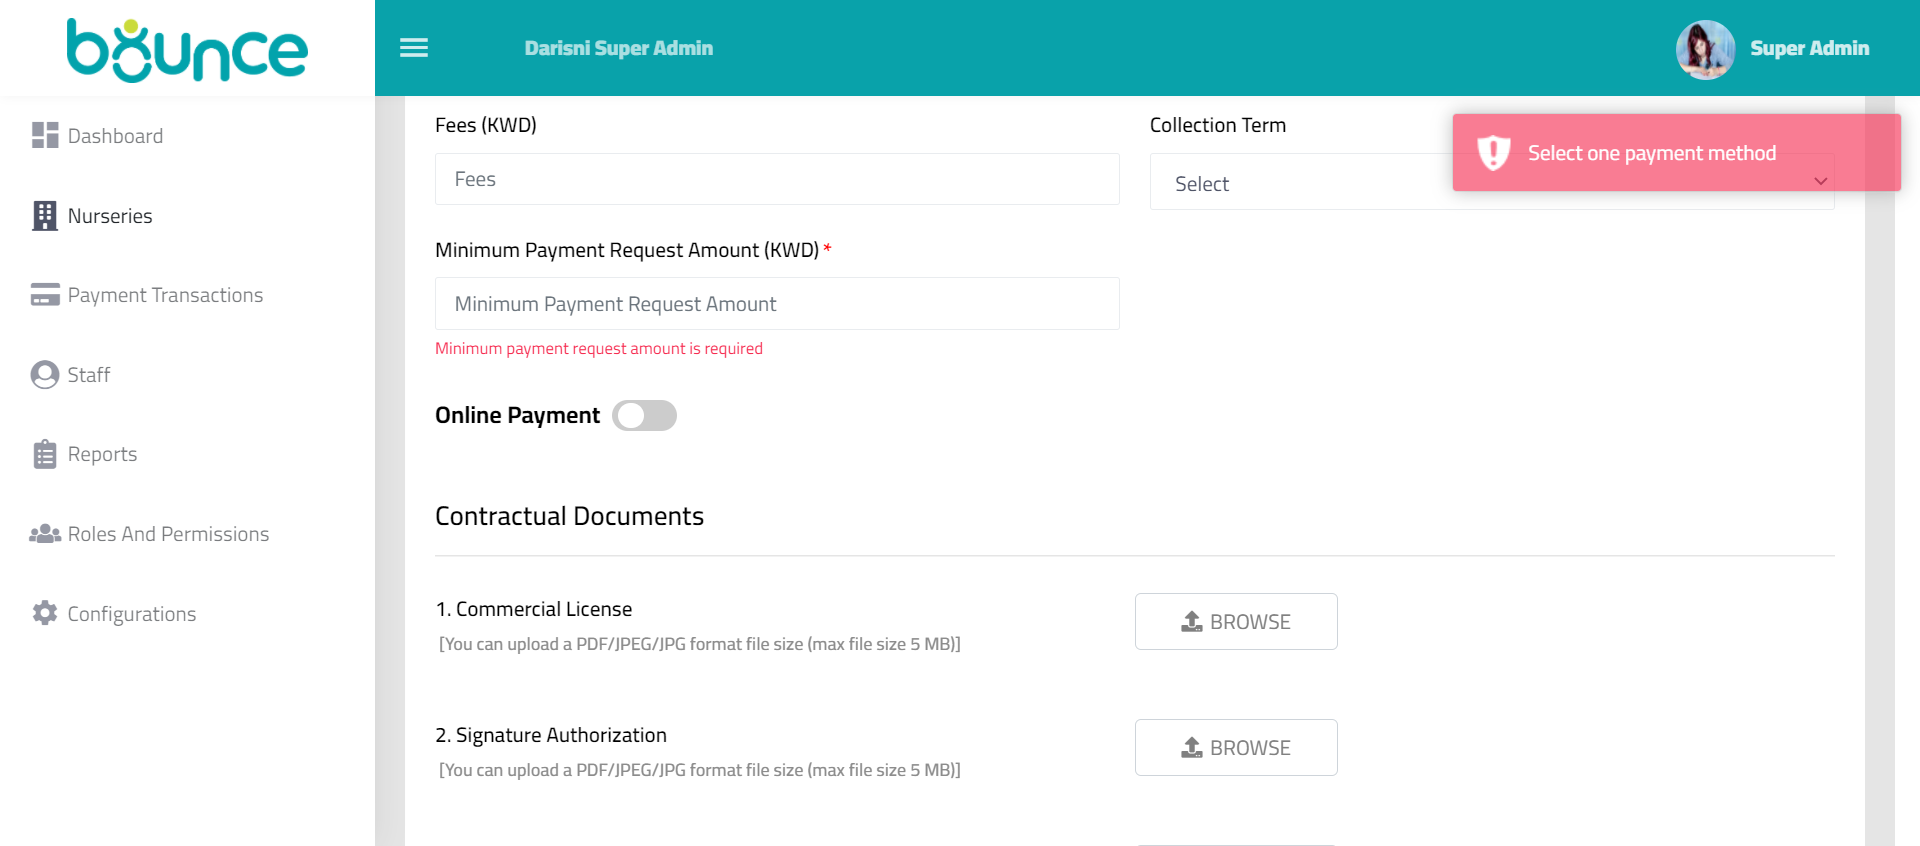 bounce
Darisni Super Admin
Super Admin
Dashboard
Nurseries
Payment Transactions
Staff
Reports
Roles And Permissions
Configurations
Select one payment method
Fees (KWD)
Fees
Collection Term
Select
Minimum Payment Request Amount (KWD) *
Minimum Payment Request Amount
Minimum payment request amount is required
Online Payment
Contractual Documents
1. Commercial License
[You can upload a PDF/JPEG/JPG format file size (max file size 5 MB)]
BROWSE
2. Signature Authorization
[You can upload a PDF/JPEG/JPG format file size (max file size 5 MB)]
BROWSE